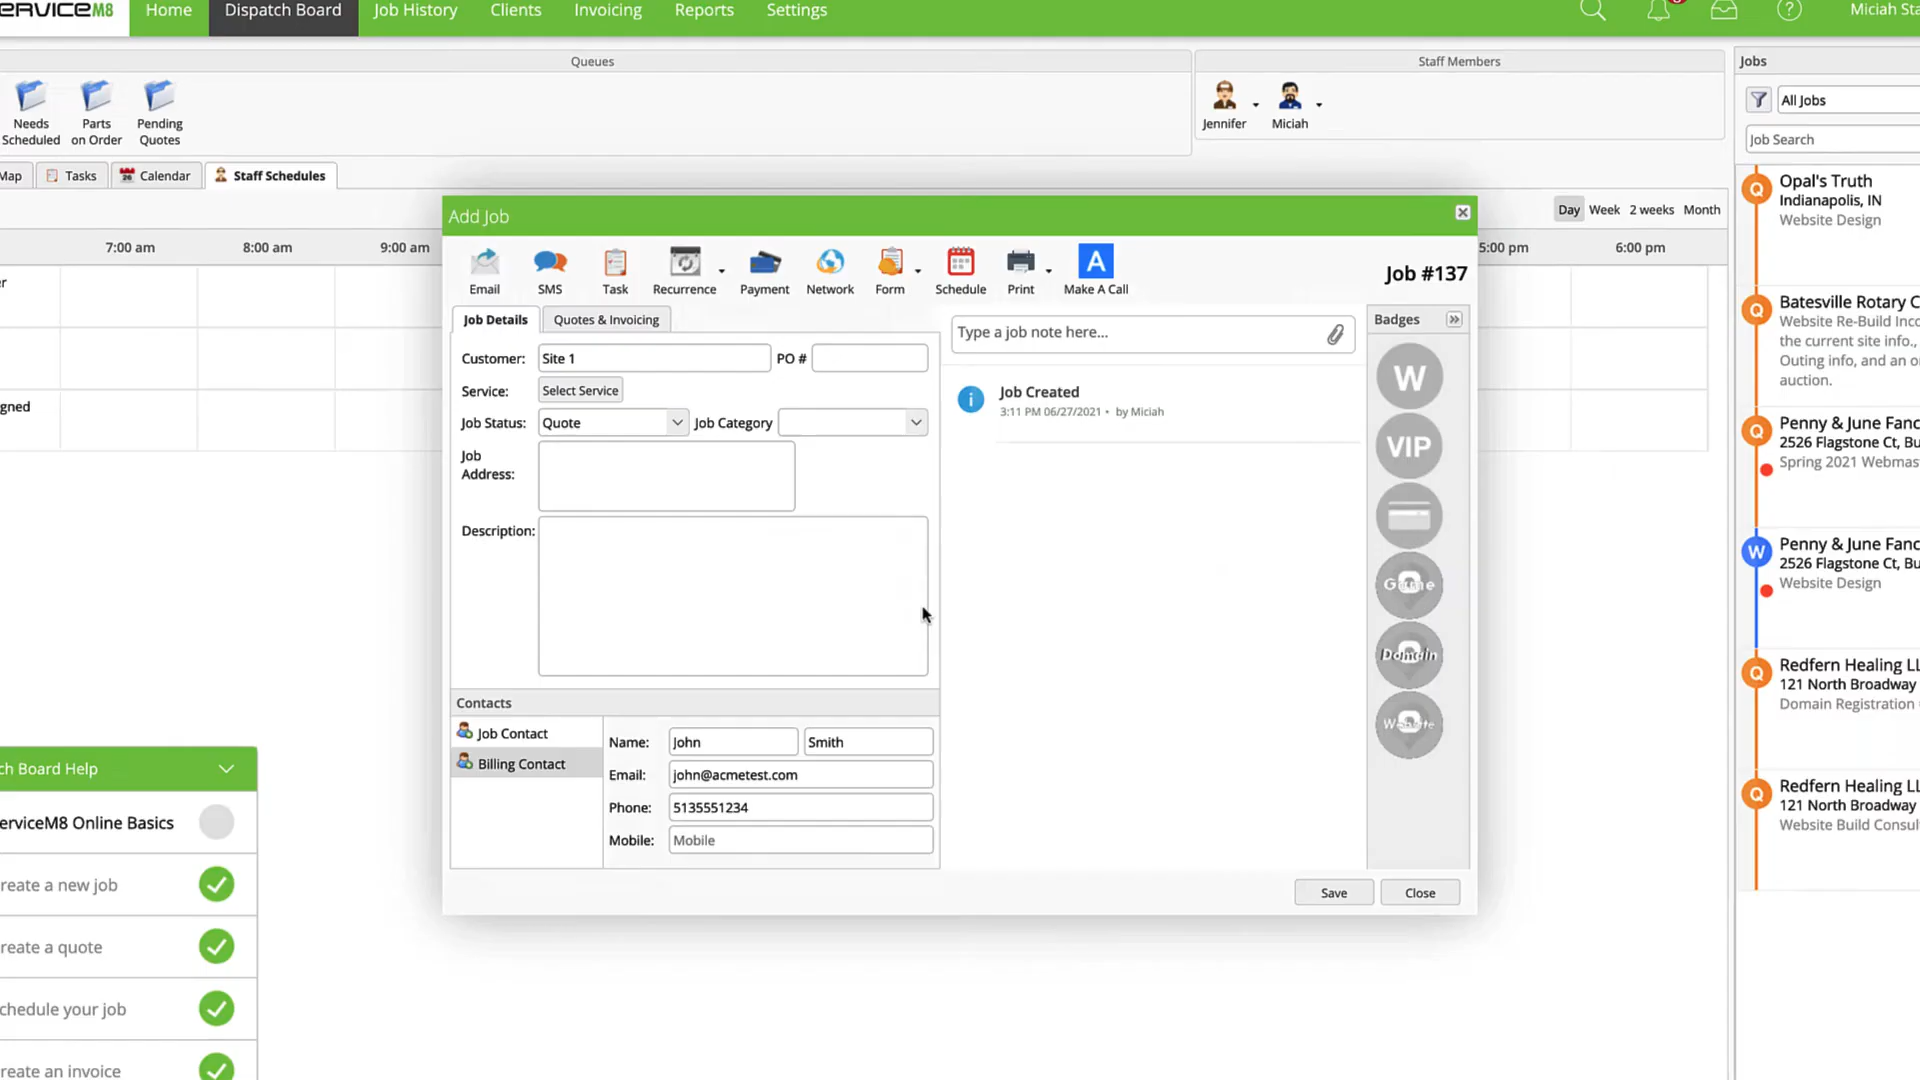 ERVICEM8
Home
Dispatch Board
Job History
Clients
Invoicing
Reports
Settings
Miciah Sta
Queues
Staff Members
Jobs
Needs
Scheduled
Parts
on Order
Pending
Quotes
Jennifer
Miciah
All Jobs
Job Search
Map
Tasks
26
Calendar
Staff Schedules
Day
Week
2 weeks
Month
7:00 am
8:00 am
9:00 am
5:00 pm
6:00 pm
er
gned
Add Job
Email
SMS
Task
Recurrence
Payment
Network
Form
Schedule
Print
A
Make A Call
Job #137
Job Details
Quotes & Invoicing
Customer:
Site 1
PO #
Service:
Select Service
Job Status:
Quote
Job Category
Job
Address:
Description:
Contacts
Job Contact
Billing Contact
Name:
John
Smith
Email:
john@acmetest.com
Phone:
5135551234
Mobile:
Mobile
Type a job note here...
Job Created
3:11 PM 06/27/2021 • by Miciah
Badges
W
VIP
Game
Domain
Website
Save
Close
Q
Opal's Truth
Indianapolis, IN
Website Design
Q
Batesville Rotary C
Website Re-Build Inco
the current site info.,
Outing info, and an o
auction.
Q
Penny & June Fanc
2526 Flagstone Ct, Bu
Spring 2021 Webmas
W
Penny & June Fanc
2526 Flagstone Ct, Bu
Website Design
Q
Redfern Healing LL
121 North Broadway
Domain Registration
Q
Redfern Healing LL
121 North Broadway
Website Build Consul
ch Board Help
erviceM8 Online Basics
reate a new job
reate a quote
chedule your job
reate an invoice